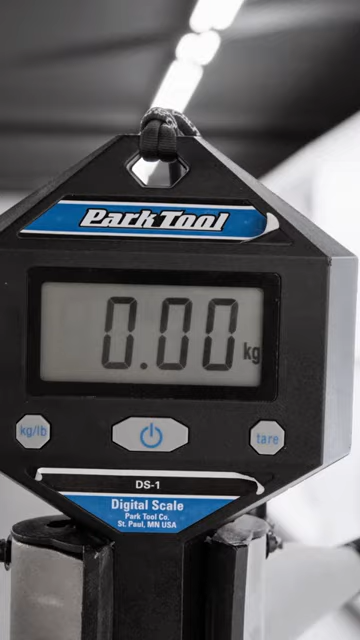 Park Tool
0.00 kg
kg/lb
tare
DS-1
Digital Scale
Park Tool Co.
St. Paul, MN USA